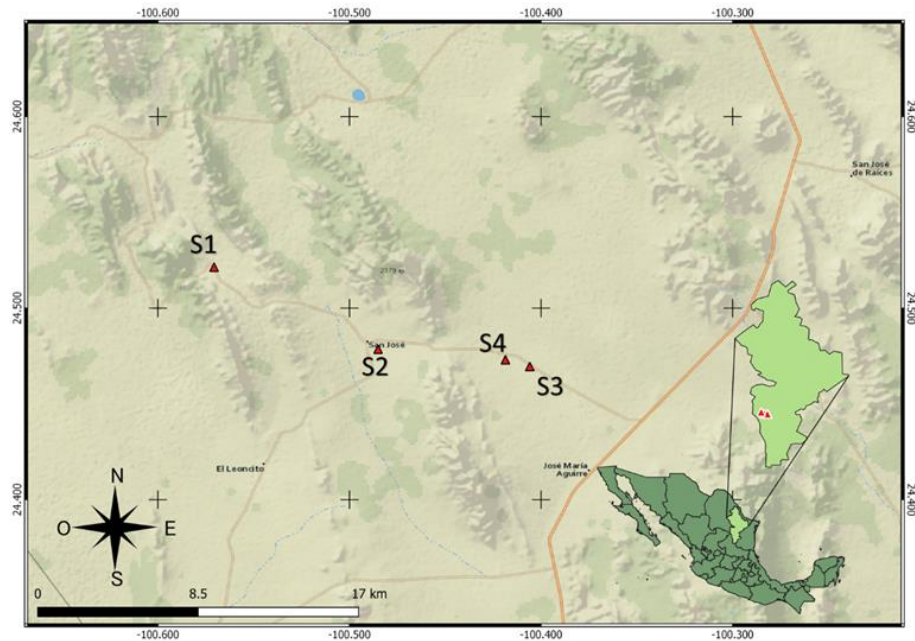 -100.600 -100.500 -100.400 -100.300
24.600 24.600
San José
de Raices
S1
24.500 24.500
San José
S2
S4
S3
El Leoncito
José María
Aguirre
24.400 24.400
N
O E
S
0 8.5 17 km
-100.600 -100.500 -100.400 -100.300